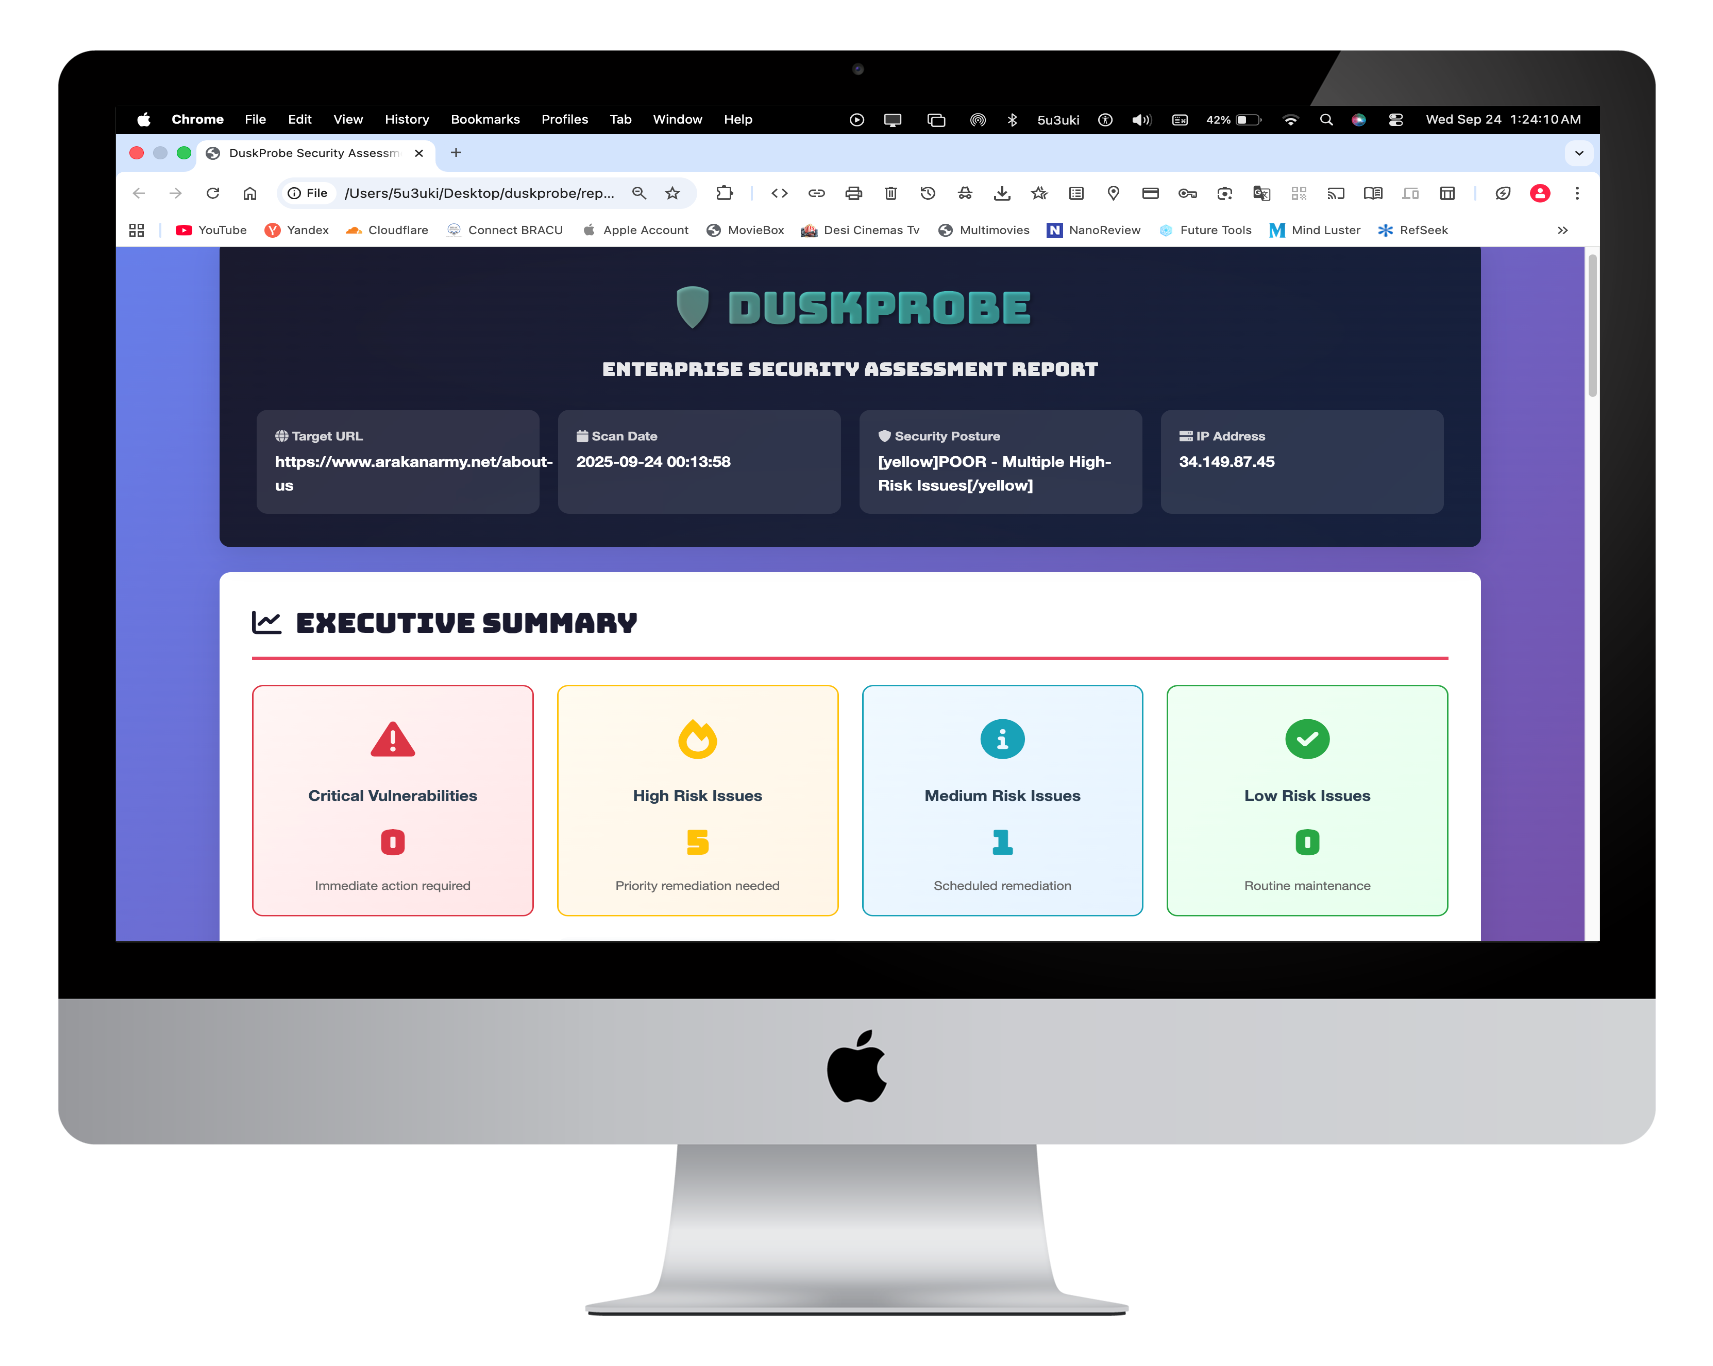 Chrome File Edit View History Bookmarks Profiles Tab Window Help 5u3uki 42% Wed Sep 24 1:24:10 AM
DuskProbe Security Assessm
File /Users/5u3uki/Desktop/duskprobe/rep...
YouTube Yandex Cloudflare Connect BRACU Apple Account MovieBox Desi Cinemas Tv Multimovies NanoReview Future Tools Mind Luster RefSeek
DUSKPROBE
ENTERPRISE SECURITY ASSESSMENT REPORT
Target URL
https://www.arakanarmy.net/about-
us
Scan Date
2025-09-24 00:13:58
Security Posture
[yellow]POOR - Multiple High-
Risk Issues[/yellow]
IP Address
34.149.87.45
EXECUTIVE SUMMARY
Critical Vulnerabilities
0
Immediate action required
High Risk Issues
5
Priority remediation needed
Medium Risk Issues
1
Scheduled remediation
Low Risk Issues
0
Routine maintenance